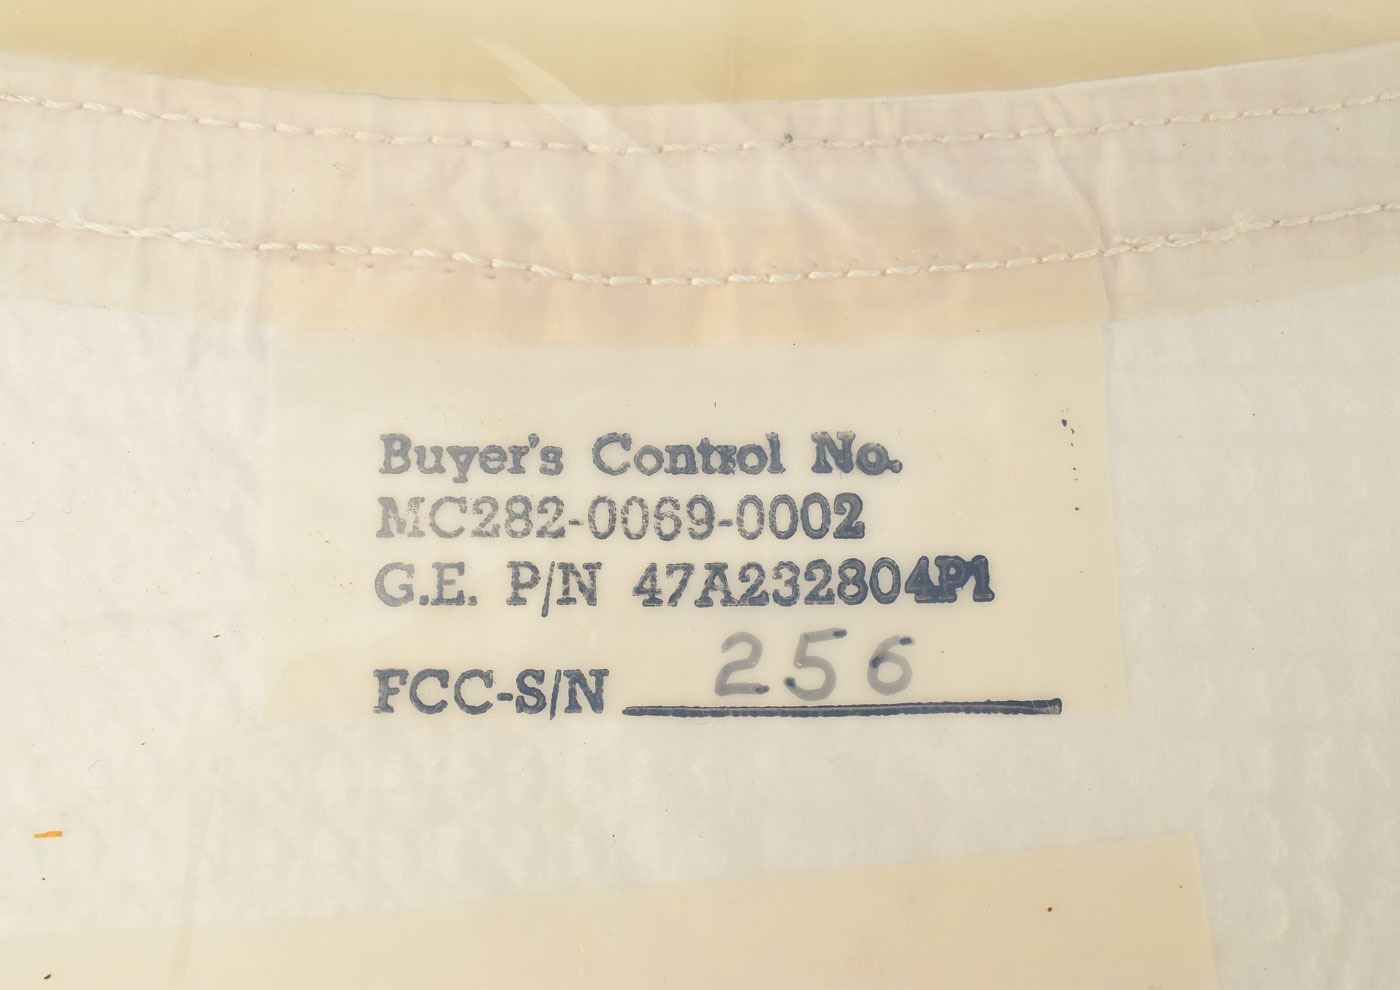 Buyer's Control No.
MC282-0069-0002
G.E. P/N 47A232804P1
FCC-S/N 256